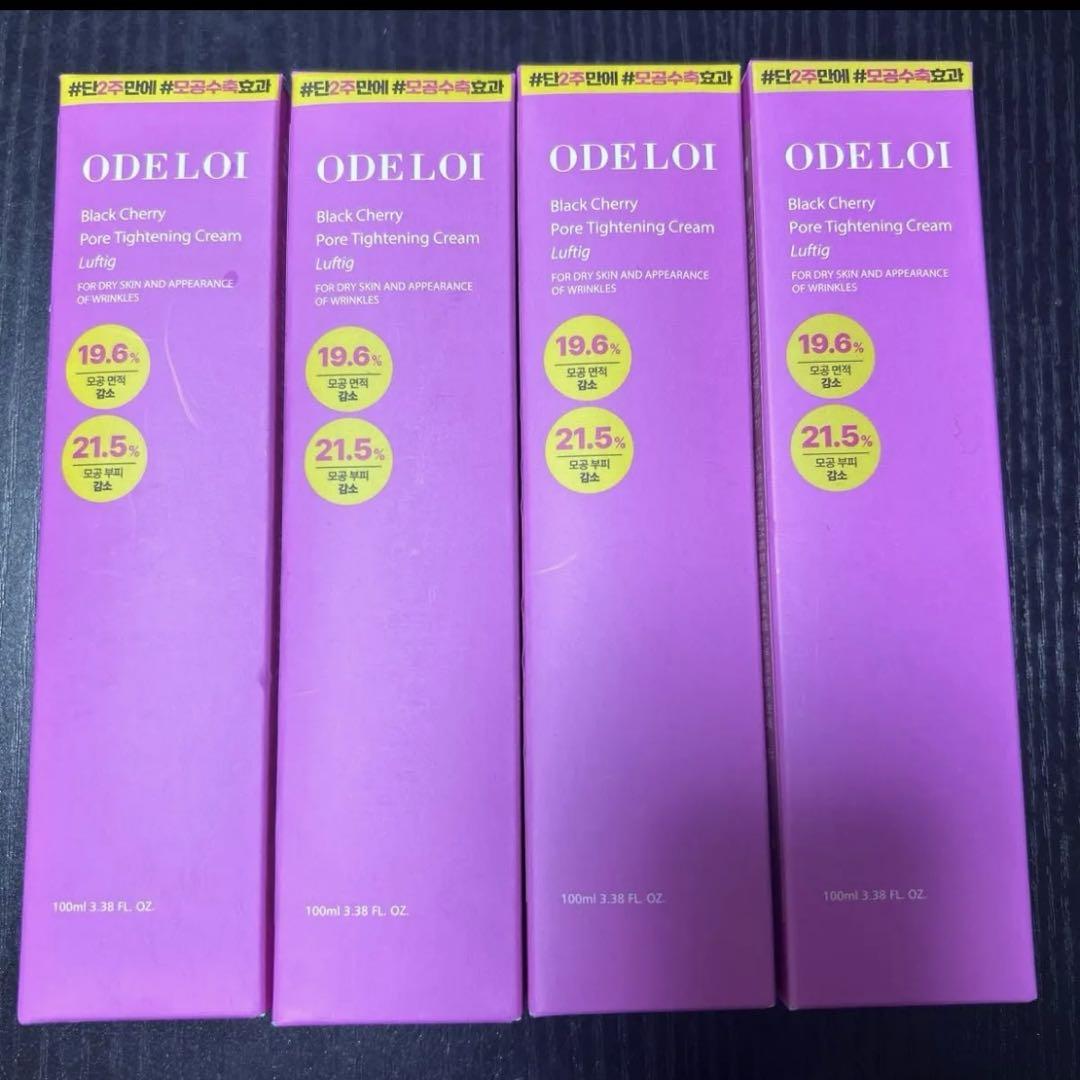 #단2주만에 #모공수축효과
ODELOI
Black Cherry
Pore Tightening Cream
Luftig
FOR DRY SKIN AND APPEARANCE
OF WRINKLES
19.6%
모공 면적
감소
21.5%
모공 부피
감소
100ml 3.38 FL. OZ.
#단2주만에 #모공수축효과
ODELOI
Black Cherry
Pore Tightening Cream
Luftig
FOR DRY SKIN AND APPEARANCE
OF WRINKLES
19.6%
모공 면적
감소
21.5%
모공 부피
감소
100ml 3.38 FL. OZ.
#단2주만에 #모공수축효과
ODELOI
Black Cherry
Pore Tightening Cream
Luftig
FOR DRY SKIN AND APPEARANCE
OF WRINKLES
19.6%
모공 면적
감소
21.5%
모공 부피
감소
100ml 3.38 FL. OZ.
#단2주만에 #모공수축효과
ODELOI
Black Cherry
Pore Tightening Cream
Luftig
FOR DRY SKIN AND APPEARANCE
OF WRINKLES
19.6%
모공 면적
감소
21.5%
모공 부피
감소
100ml 3.38 FL. OZ.